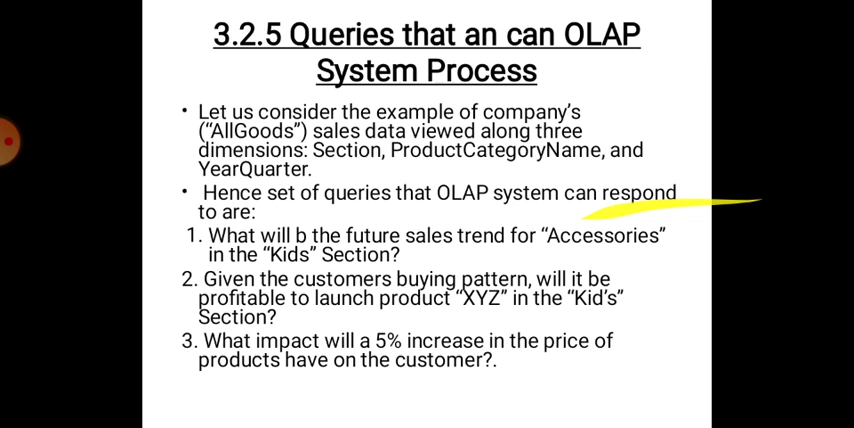 3.2.5 Queries that an can OLAP
System Process
• Let us consider the example of company's
("AllGoods") sales data viewed along three
dimensions: Section, ProductCategoryName, and
YearQuarter.
• Hence set of queries that OLAP system can respond
to are:
1. What will b the future sales trend for "Accessories"
in the "Kids" Section?
2. Given the customers buying pattern, will it be
profitable to launch product "XYZ" in the "Kid's"
Section?
3. What impact will a 5% increase in the price of
products have on the customer?.